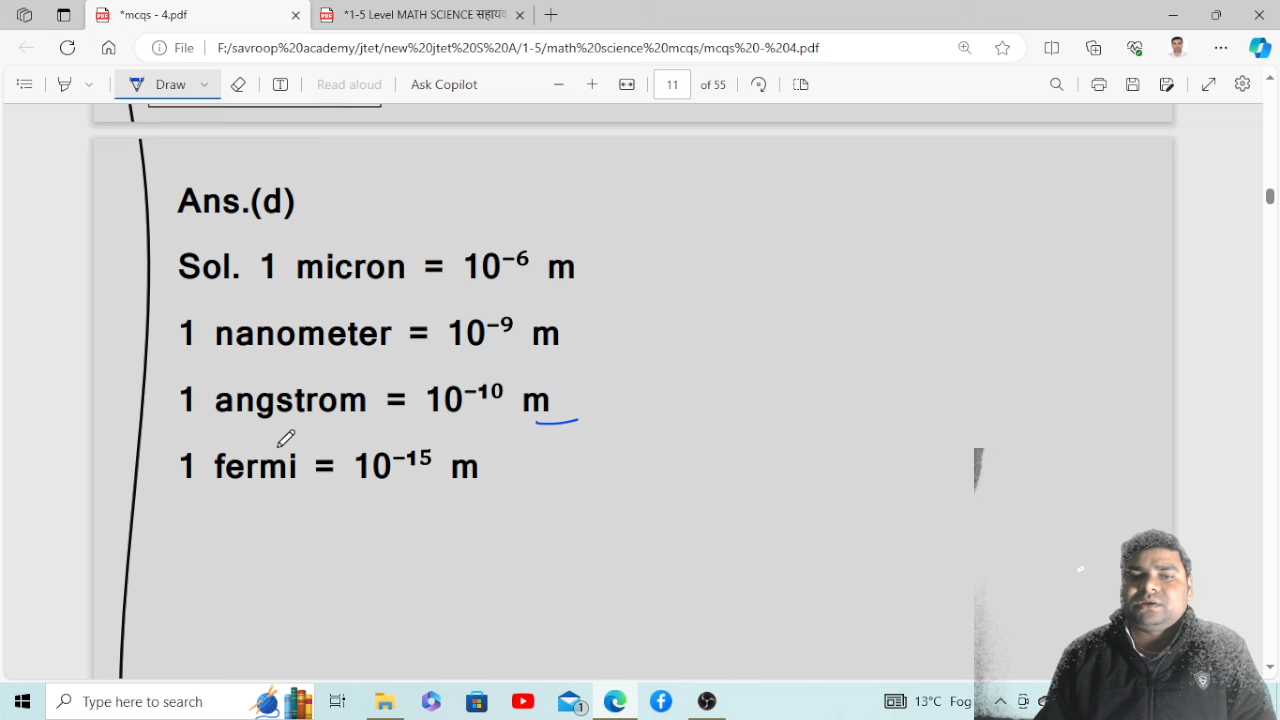 *mcqs - 4.pdf
*1-5 Level MATH SCIENCE सहायव
File
F:/savroop%20academy/jtet/new%20jtet%20S%20A/1-5/math%20science%20mcqs/mcqs%20-%204.pdf
Draw
Read aloud
Ask Copilot
11 of 55
Ans.(d)
Sol. 1 micron = 10⁻⁶ m
1 nanometer = 10⁻⁹ m
1 angstrom = 10⁻¹⁰ m
1 fermi = 10⁻¹⁵ m
Type here to search
1
13°C Fog